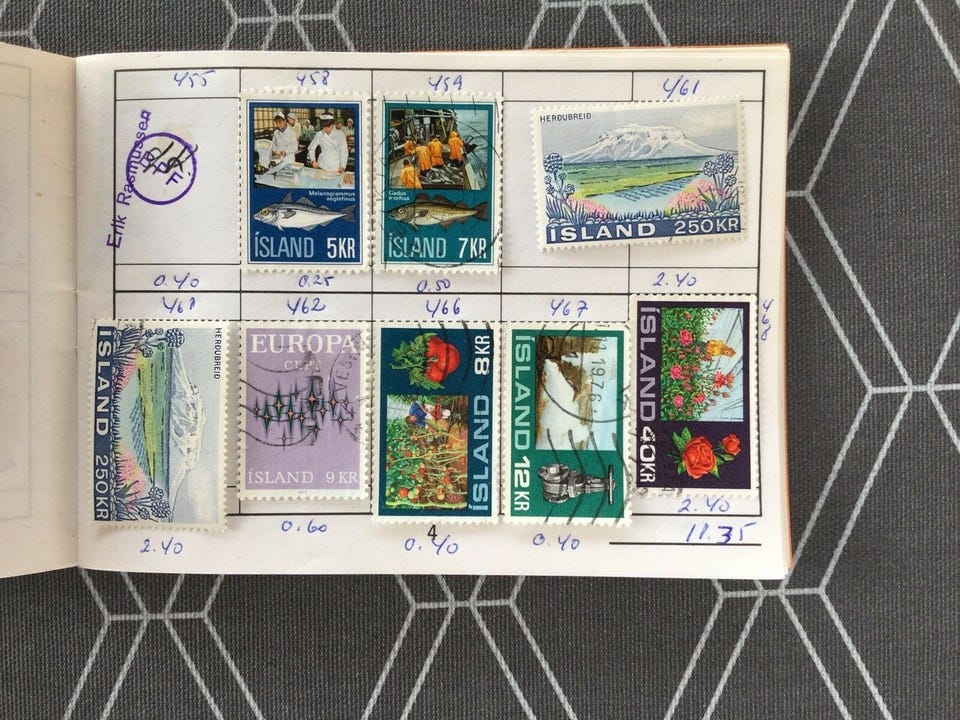 455 458 459 461
Erik Rasmussen
HERÐUBREIÐ
Melanogrammus
aeglefinus
Gadus
morhua
ÍSLAND 5KR
ÍSLAND 7KR
ÍSLAND 250KR
0.40 0.25 0.50 2.40
461 462 466 467 468
HERÐUBREIÐ
ÍSLAND 250KR
EUROPA
CEPT
ÍSLAND 9KR
ÍSLAND 8KR
ÍSLAND 12KR
ÍSLAND 40KR
2.40 0.60 0.40 0.40 2.40
4
11.35